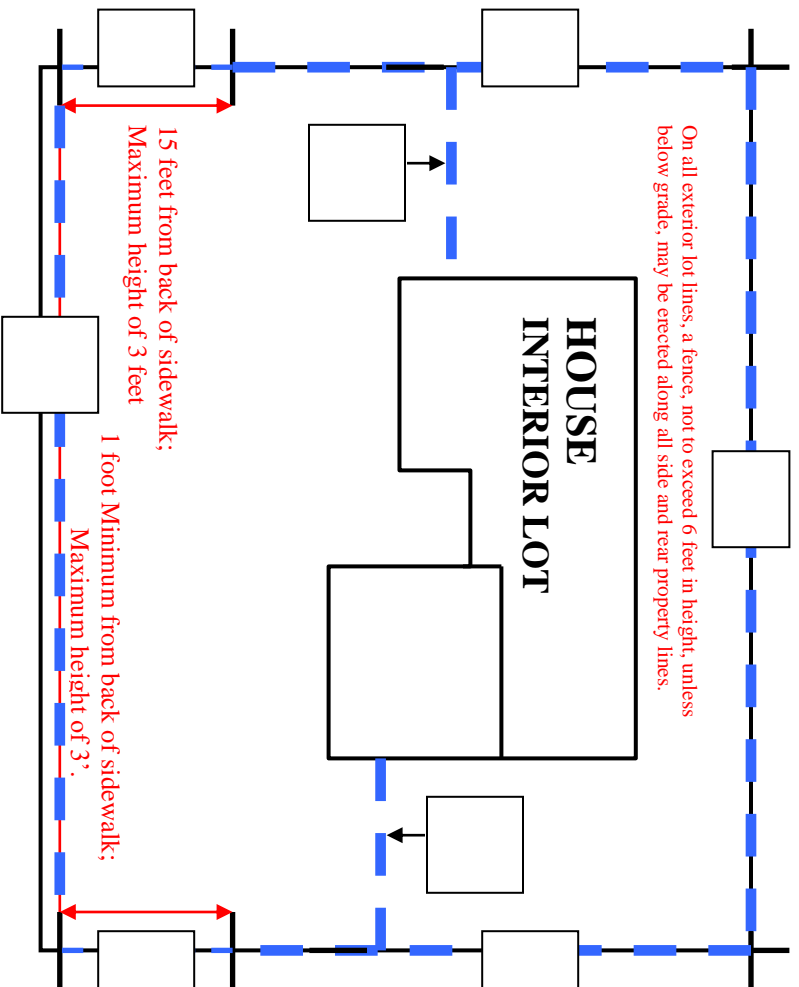 On all exterior lot lines, a fence, not to exceed 6 feet in height, unless
below grade, may be erected along all side and rear property lines.
HOUSE
INTERIOR LOT
15 feet from back of sidewalk;
Maximum height of 3 feet
1 foot Minimum from back of sidewalk;
Maximum height of 3’.